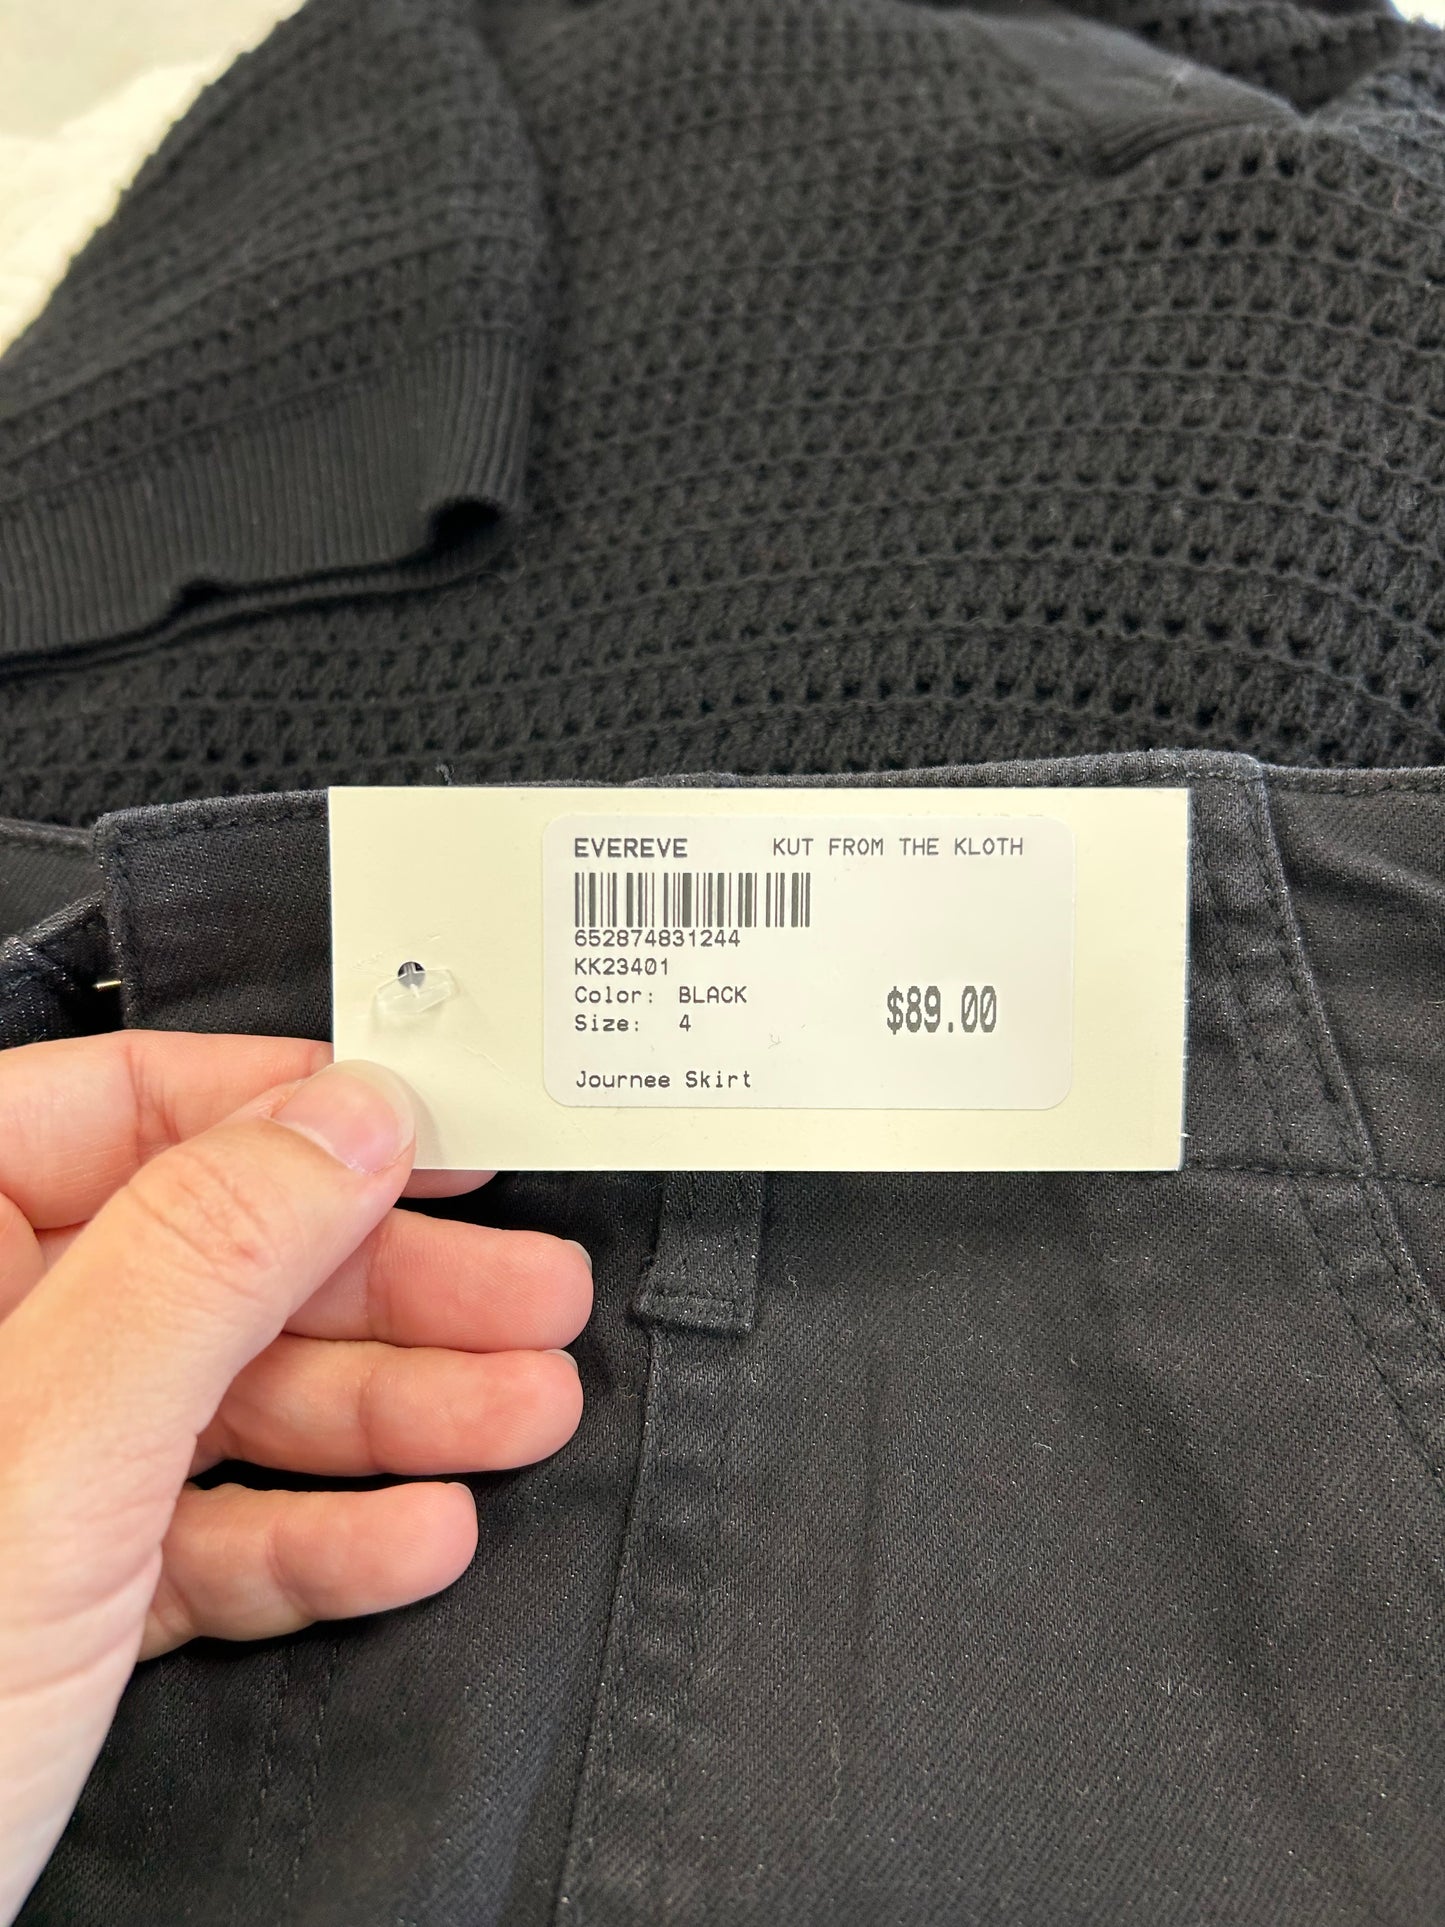 EVEREVE KUT FROM THE KLOTH
652874831244
KK23401
Color: BLACK
Size: 4
$89.00
Journee Skirt